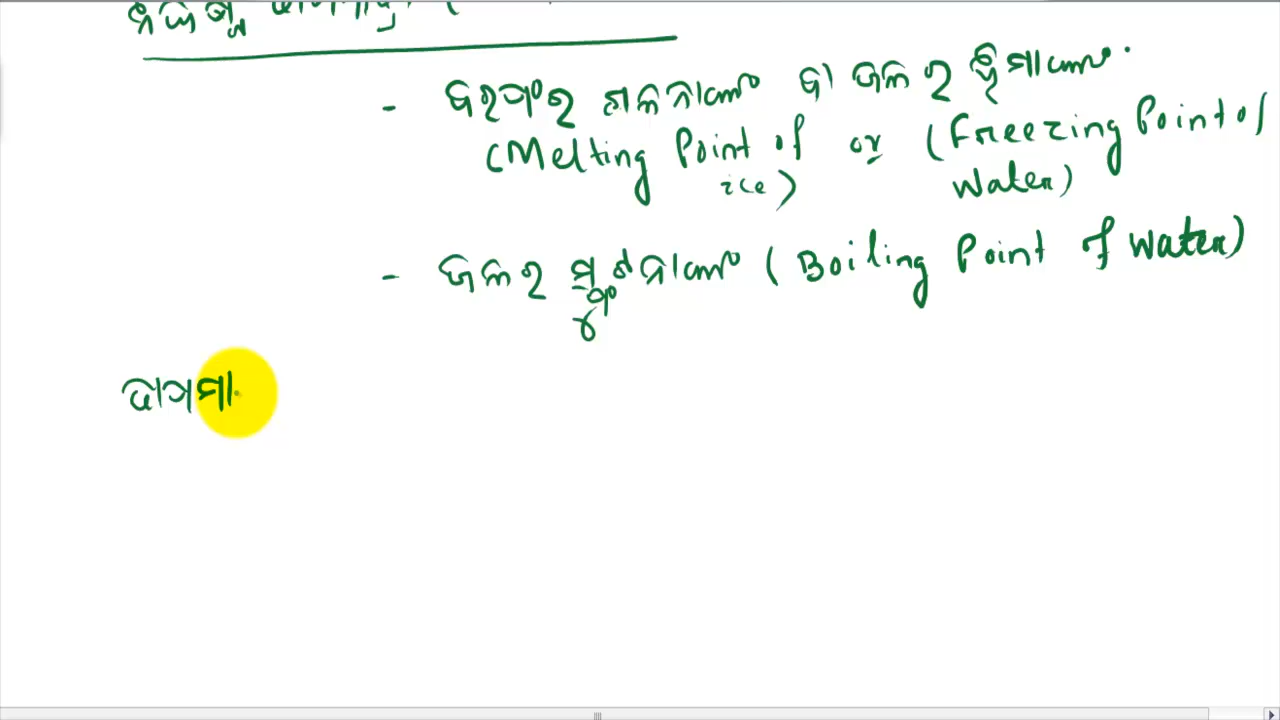 - ବରଫର ଗଳନାଙ୍କ ବା ଜଳର ହିମାଙ୍କ.
(Melting Point of ice) or (Freezing Point of Water)
- ଜଳର ସ୍ଫୁଟନାଙ୍କ (Boiling Point of Water)
ତାପମା